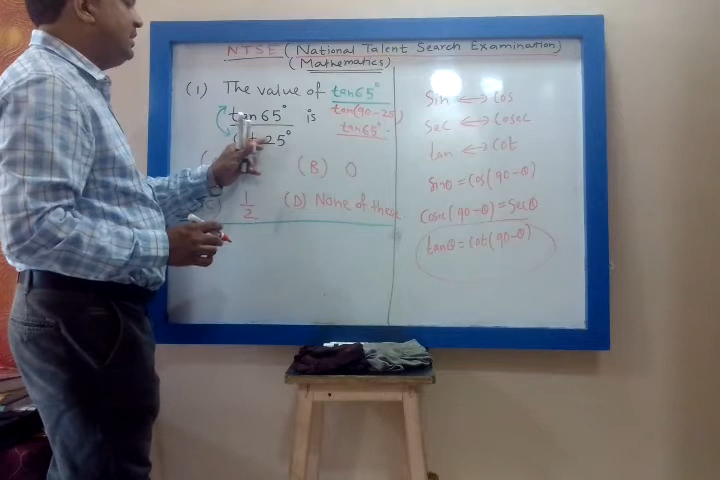 NTSE (National Talent Search Examination)
(Mathematics)
(1) The value of tan65°
tan 65° is tan(90-25)
25° tan65°
(B) 0
1/2 (D) None of these
Sin ↔ Cos
Sec ↔ Cosec
tan ↔ Cot
Sinθ = Cos(90-θ)
Cosec(90-θ) = Secθ
tanθ = Cot(90-θ)